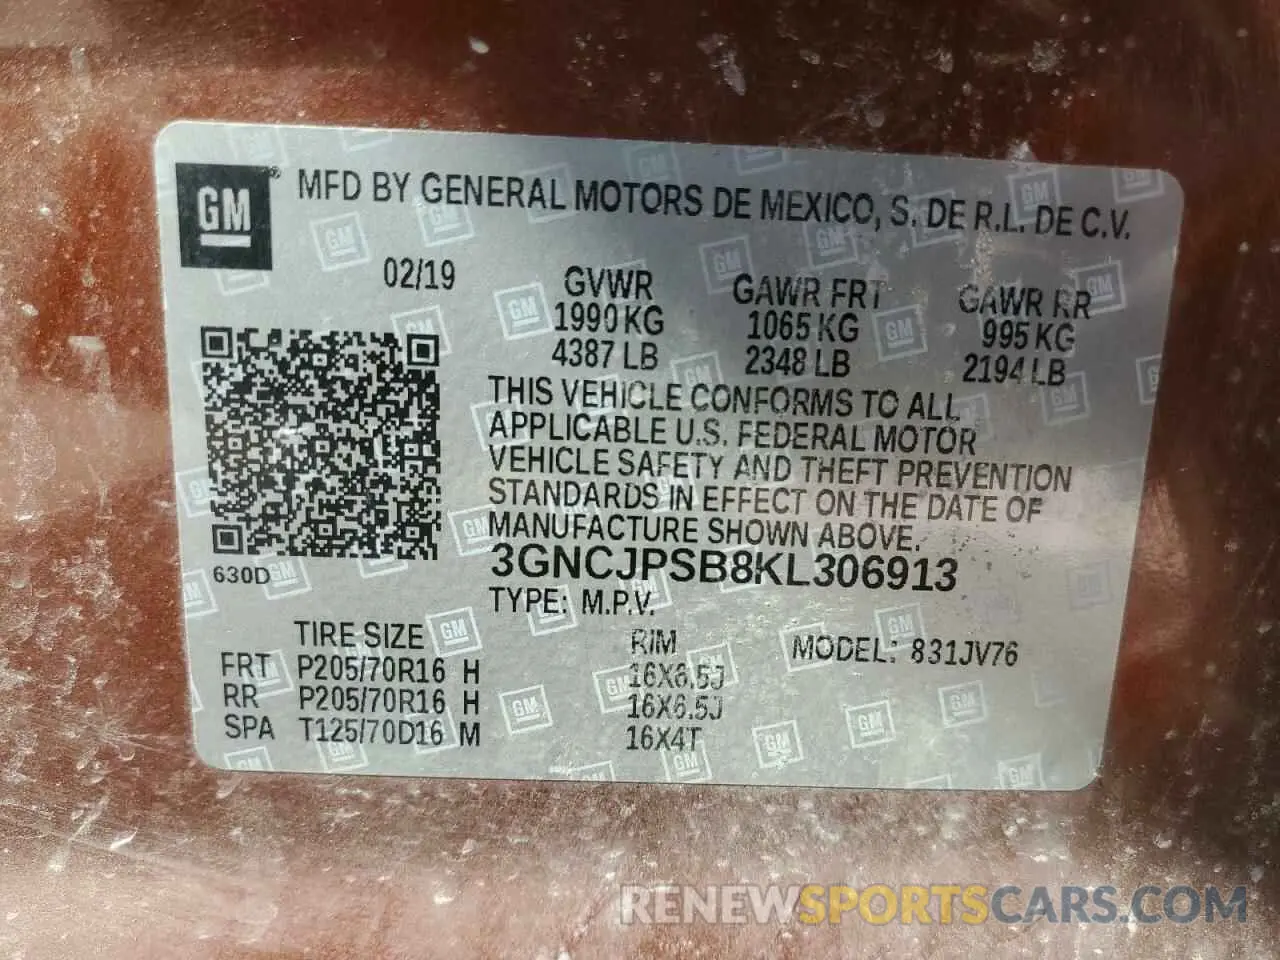 GM ® MFD BY GENERAL MOTORS DE MEXICO, S. DE R.L. DE C.V.
02/19 GVWR GAWR FRT GAWR RR
1990 KG 1065 KG 995 KG
4387 LB 2348 LB 2194 LB
THIS VEHICLE CONFORMS TO ALL
APPLICABLE U.S. FEDERAL MOTOR
VEHICLE SAFETY AND THEFT PREVENTION
STANDARDS IN EFFECT ON THE DATE OF
MANUFACTURE SHOWN ABOVE.
630D 3GNCJPSB8KL306913
TYPE: M.P.V.
TIRE SIZE RIM MODEL: 831JV76
FRT P205/70R16 H 16X6.5J
RR P205/70R16 H 16X6.5J
SPA T125/70D16 M 16X4T
RENEWSPORTSCARS.COM